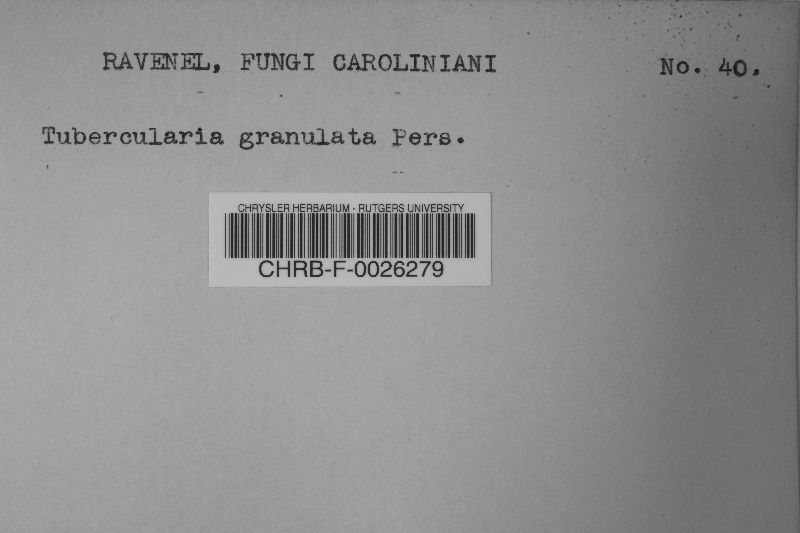 RAVENEL, FUNGI CAROLINIANI No. 40.
Tubercularia granulata Pers.
CHRYSLER HERBARIUM - RUTGERS UNIVERSITY
CHRB-F-0026279